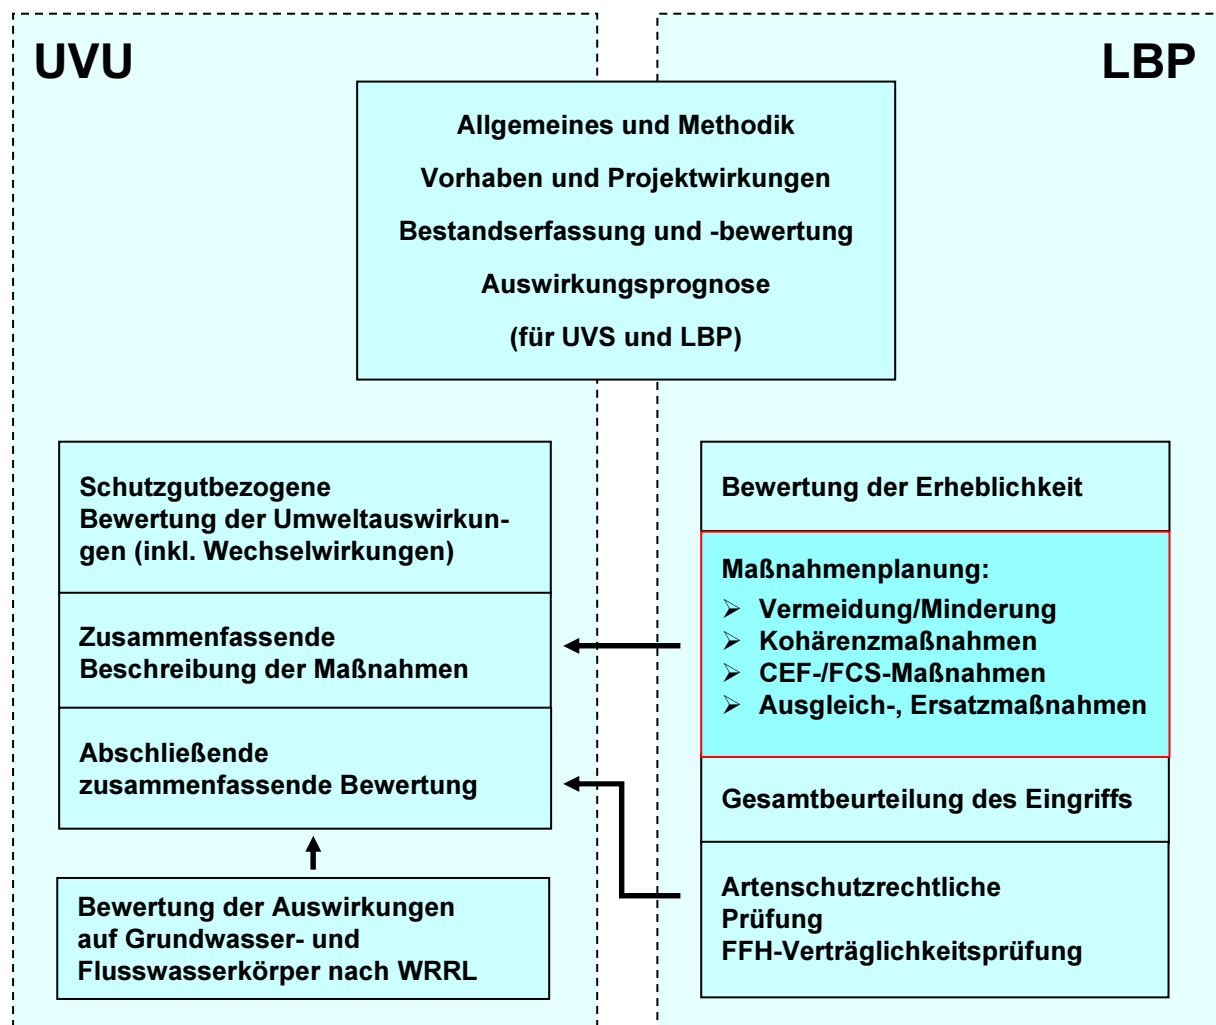 UVU
LBP
Allgemeines und Methodik
Vorhaben und Projektwirkungen
Bestandserfassung und -bewertung
Auswirkungsprognose
(für UVS und LBP)
Schutzgutbezogene
Bewertung der Umweltauswirkun-
gen (inkl. Wechselwirkungen)
Zusammenfassende
Beschreibung der Maßnahmen
Abschließende
zusammenfassende Bewertung
Bewertung der Auswirkungen
auf Grundwasser- und
Flusswasserkörper nach WRRL
Bewertung der Erheblichkeit
Maßnahmenplanung:
➢ Vermeidung/Minderung
➢ Kohärenzmaßnahmen
➢ CEF-/FCS-Maßnahmen
➢ Ausgleich-, Ersatzmaßnahmen
Gesamtbeurteilung des Eingriffs
Artenschutzrechtliche
Prüfung
FFH-Verträglichkeitsprüfung